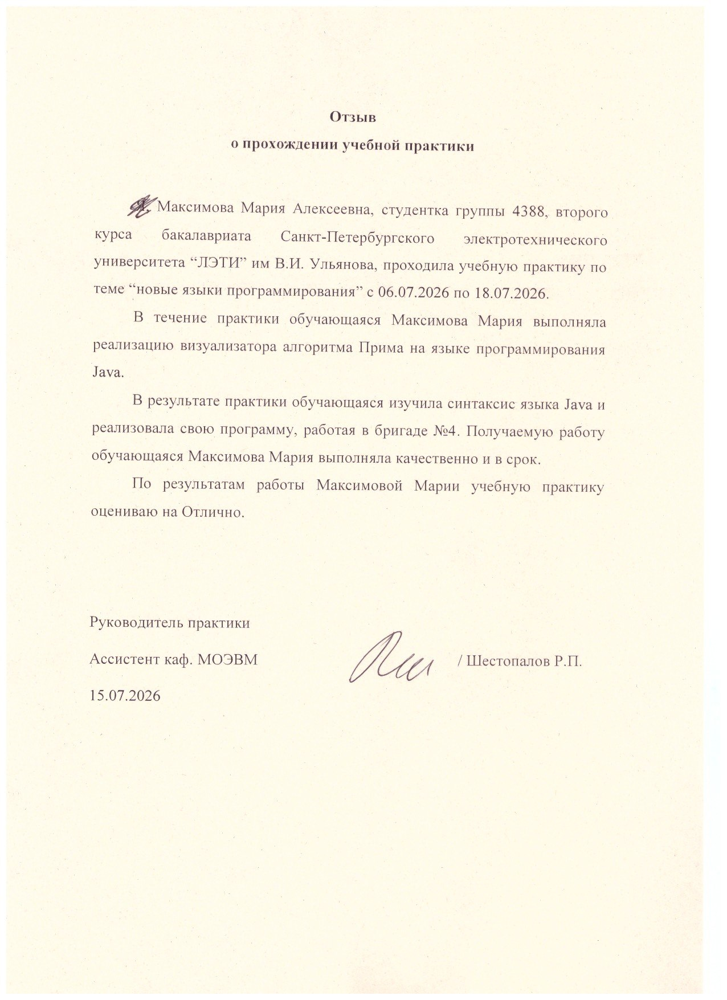 Отзыв
о прохождении учебной практики
Максимова Мария Алексеевна, студентка группы 4388, второго
курса бакалавриата Санкт-Петербургского электротехнического
университета “ЛЭТИ” им В.И. Ульянова, проходила учебную практику по
теме “новые языки программирования” с 06.07.2026 по 18.07.2026.
В течение практики обучающаяся Максимова Мария выполняла
реализацию визуализатора алгоритма Прима на языке программирования
Java.
В результате практики обучающаяся изучила синтаксис языка Java и
реализовала свою программу, работая в бригаде №4. Получаемую работу
обучающаяся Максимова Мария выполняла качественно и в срок.
По результатам работы Максимовой Марии учебную практику
оцениваю на Отлично.
Руководитель практики
Ассистент каф. МОЭВМ / Шестопалов Р.П.
15.07.2026